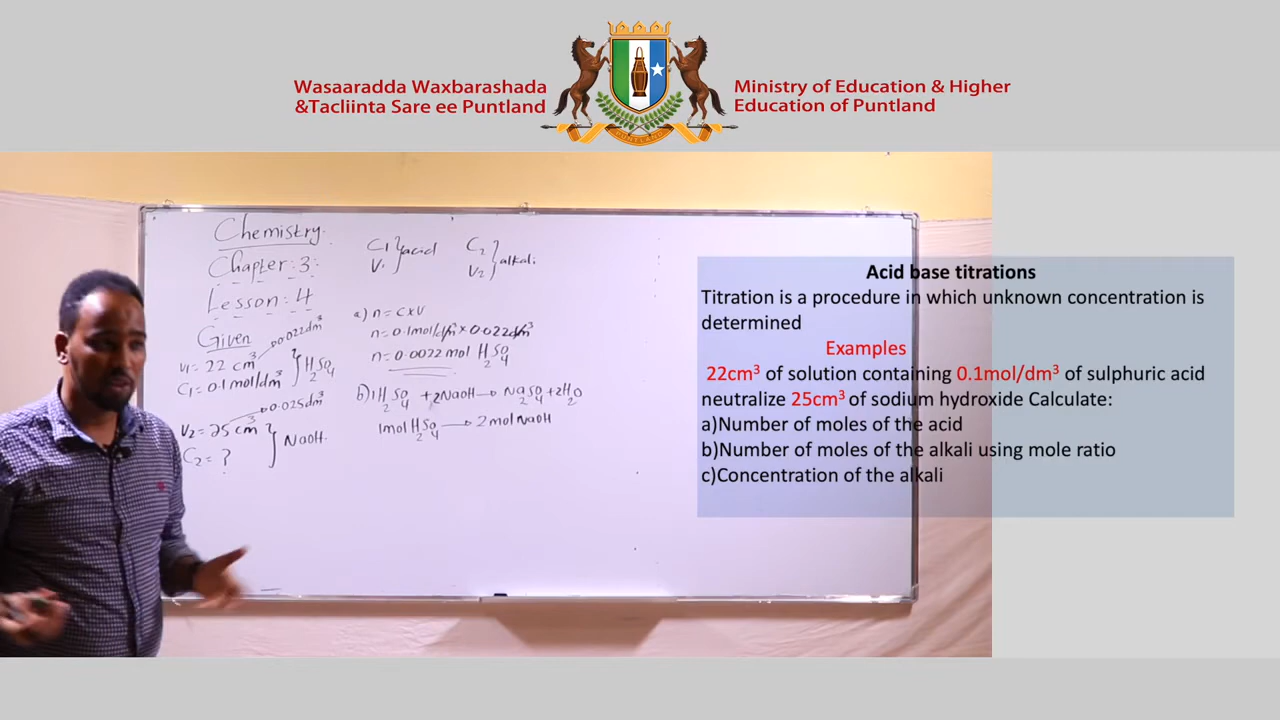 Wasaaradda Waxbarashada
&Tacliinta Sare ee Puntland
PUNTLAND
Ministry of Education & Higher
Education of Puntland
Chemistry
Chapter: 3:
Lesson: 4
Given
V₁= 22 cm³ 0.022dm³
C₁= 0.1 mol/dm³ } H₂SO₄
V₂= 25 cm³ 0.025dm³
C₂= ? } NaOH
C₁ V₁ } acid
C₂ V₂ } alkali
a) n = C x V
n = 0.1mol/dm³ x 0.022dm³
n = 0.0022 mol H₂SO₄
b) 1H₂SO₄ + 2NaOH → Na₂SO₄ + 2H₂O
1mol H₂SO₄ → 2 mol NaOH
Acid base titrations
Titration is a procedure in which unknown concentration is
determined
Examples
22cm³ of solution containing 0.1mol/dm³ of sulphuric acid
neutralize 25cm³ of sodium hydroxide Calculate:
a)Number of moles of the acid
b)Number of moles of the alkali using mole ratio
c)Concentration of the alkali